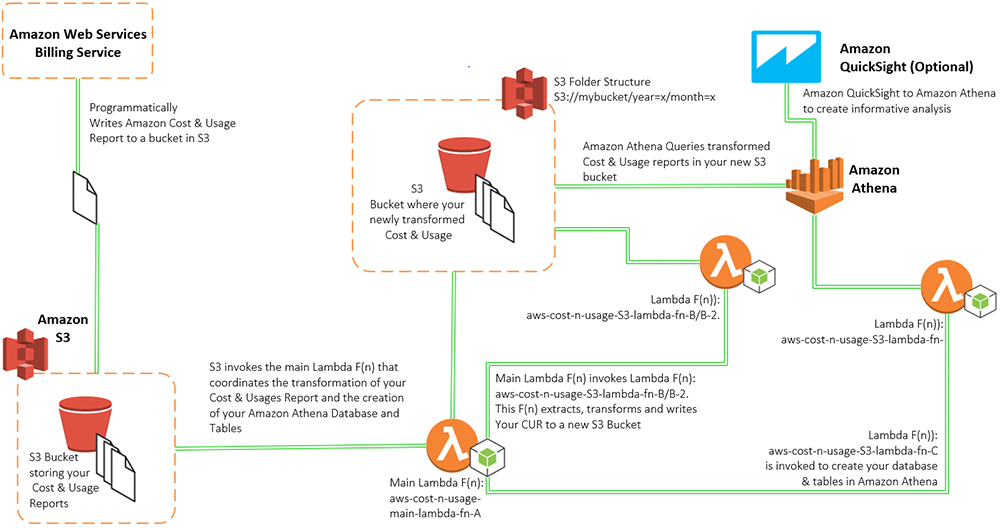 Amazon Web Services
Billing Service
Programmatically
Writes Amazon Cost & Usage
Report to a bucket in S3
Amazon
S3
S3 Bucket
storing your
Cost & Usage
Reports
S3 invokes the main Lambda F(n) that
coordinates the transformation of your
Cost & Usages Report and the creation
of your Amazon Athena Database and
Tables
S3 Folder Structure
S3://mybucket/year=x/month=x
S3
Bucket where your
newly transformed
Cost & Usage
Amazon Athena Queries transformed
Cost & Usage reports in your new S3
bucket
Amazon
QuickSight (Optional)
Amazon QuickSight to Amazon Athena
to create informative analysis
Amazon
Athena
Lambda F(n)):
aws-cost-n-usage-S3-lambda-fn-B/B-2.
Lambda F(n)):
aws-cost-n-usage-S3-lambda-fn-
Main Lambda F(n) invokes Lambda F(n):
aws-cost-n-usage-S3-lambda-fn-B/B-2.
This F(n) extracts, transforms and writes
Your CUR to a new S3 Bucket
Main Lambda F(n):
aws-cost-n-usage-
main-lambda-fn-A
Lambda F(n)):
aws-cost-n-usage-S3-lambda-fn-C
is invoked to create your database
& tables in Amazon Athena